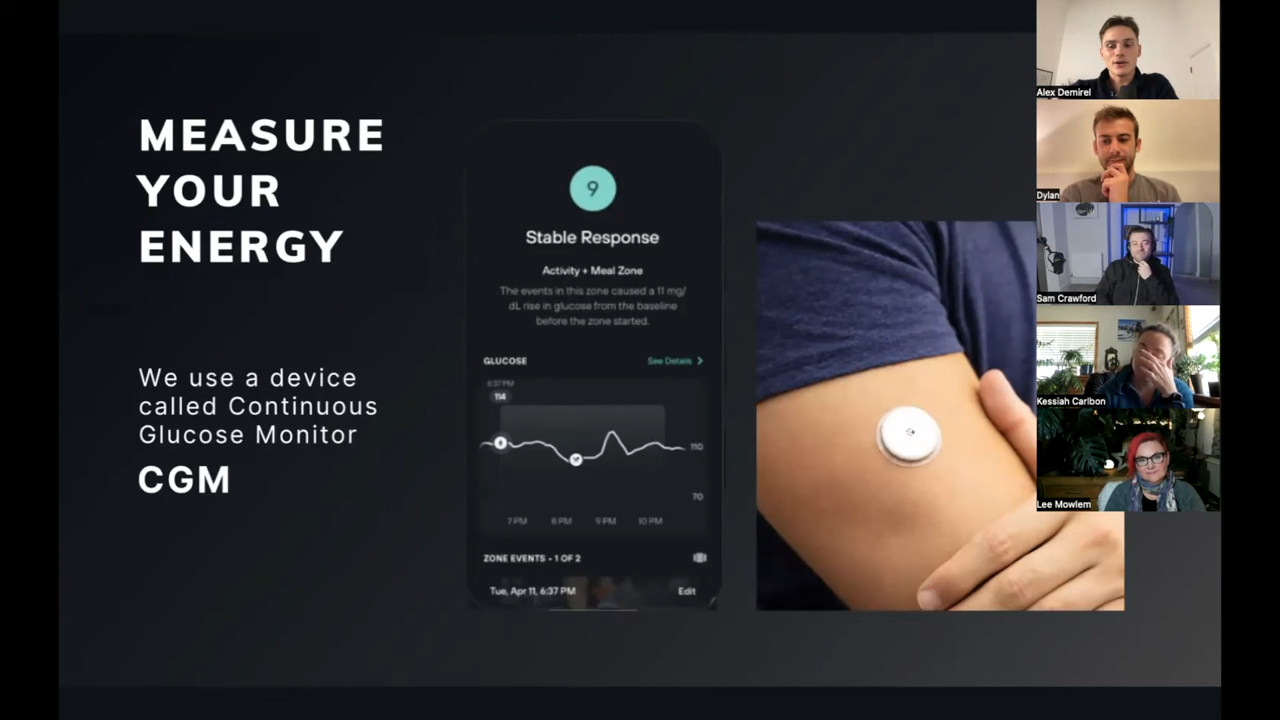 MEASURE
YOUR
ENERGY
We use a device
called Continuous
Glucose Monitor
CGM
9
Stable Response
Activity + Meal Zone
The events in this zone caused a 11 mg/
dL rise in glucose from the baseline
before the zone started.
GLUCOSE
See Details >
6:37 PM
114
110
70
7 PM 8 PM 9 PM 10 PM
ZONE EVENTS - 1 OF 2
Tue, Apr 11, 6:37 PM Edit
Alex Demirel
Dylan
Sam Crawford
Kessiah Carlbon
Lee Mowlem